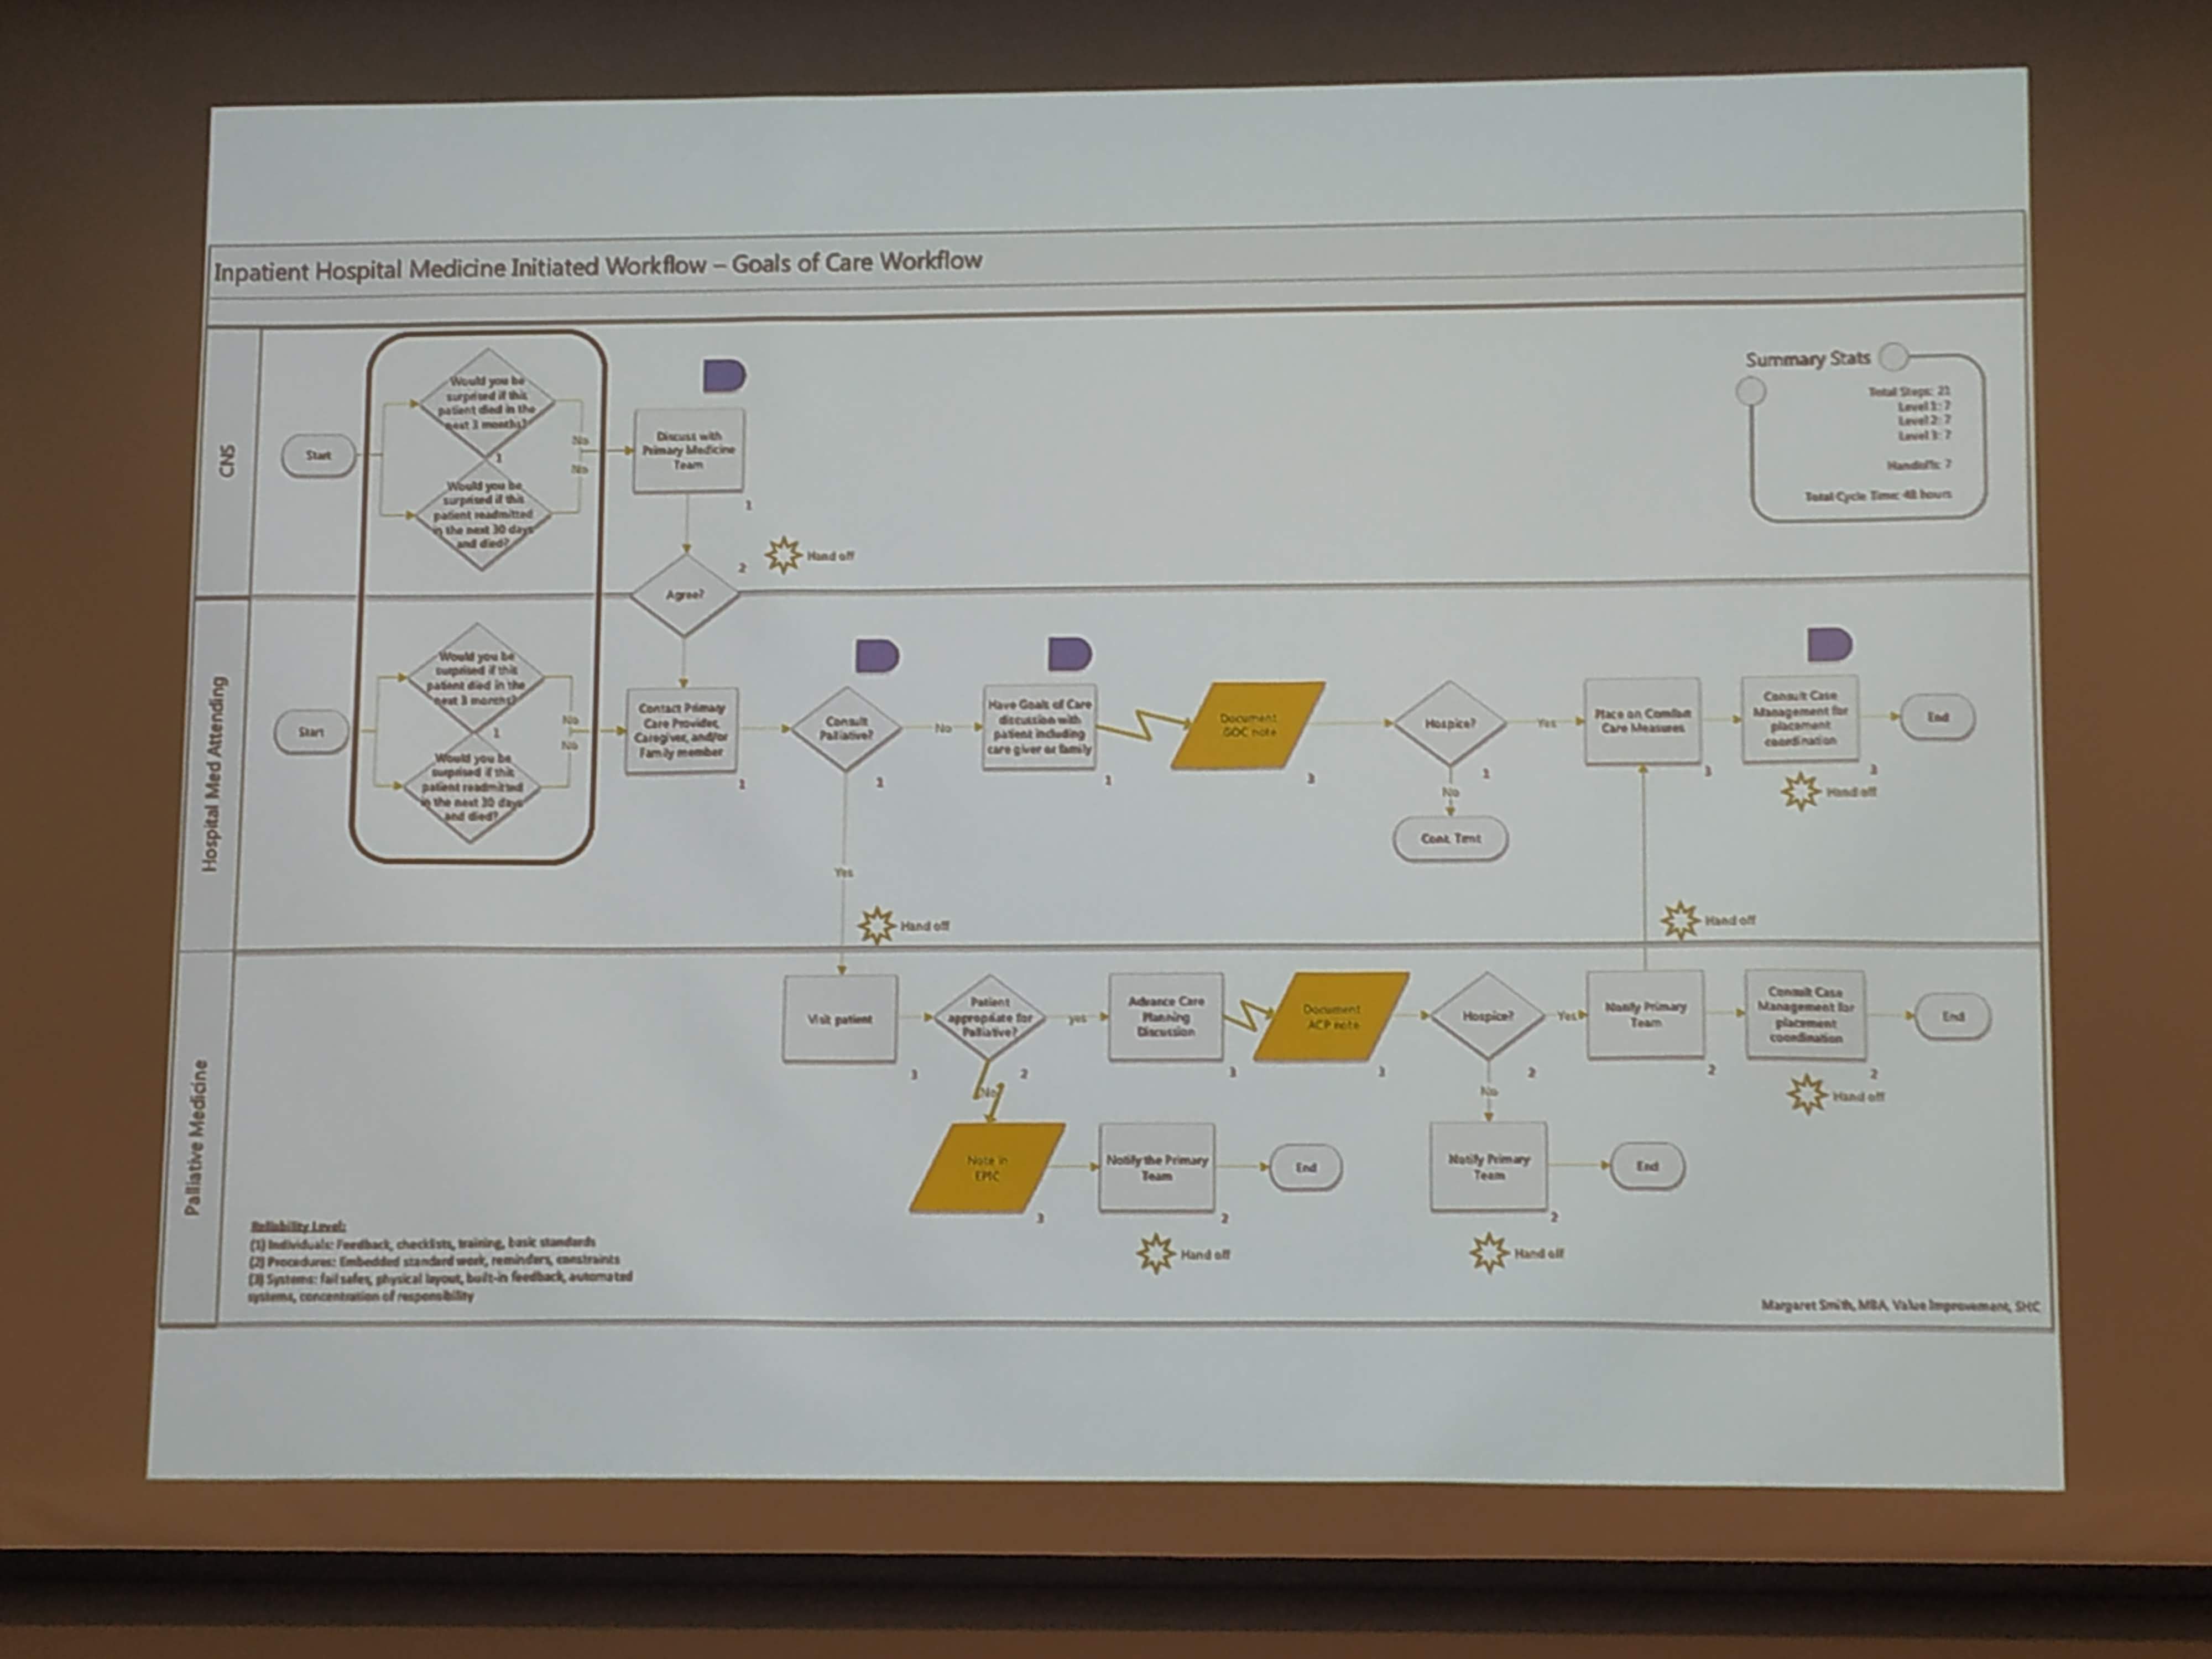 Inpatient Hospital Medicine Initiated Workflow – Goals of Care Workflow
CNS
Start
Would you be
surprised if this
patient died in the
next 3 months?
1
Would you be
surprised if this
patient readmitted
in the next 30 days
and died?
No
No
Discuss with
Primary Medicine
Team
1
Agree?
2
Hand off
Summary Stats
Total Steps: 21
Level 1: 7
Level 2: 7
Level 3: 7
Handoffs: 7
Total Cycle Time: 48 hours
Hospital Med Attending
Start
Would you be
surprised if this
patient died in the
next 3 months?
1
Would you be
surprised if this
patient readmitted
in the next 30 days
and died?
No
No
Contact Primary
Care Provider,
Caregiver, and/or
Family member
1
Consult
Palliative?
1
No
Yes
Hand off
Have Goals of Care
discussion with
patient including
care giver or family
1
Document
GOC note
3
Hospice?
1
No
Cont. Tmt
Yes
Place on Comfort
Care Measures
3
Hand off
Consult Case
Management for
placement
coordination
3
Hand off
End
Palliative Medicine
Visit patient
3
Patient
appropriate for
Palliative?
2
yes
No
Advance Care
Planning
Discussion
3
Document
ACP note
3
Hospice?
2
Yes
No
Notify Primary
Team
2
Consult Case
Management for
placement
coordination
2
Hand off
End
Note in
EPIC
3
Notify the Primary
Team
2
Hand off
End
Notify Primary
Team
2
Hand off
End
Reliability Level:
(1) Individuals: Feedback, checklists, training, basic standards
(2) Procedures: Embedded standard work, reminders, constraints
(3) Systems: fail safes, physical layout, built-in feedback, automated
systems, concentration of responsibility
Margaret Smith, MBA, Value Improvement, SHC